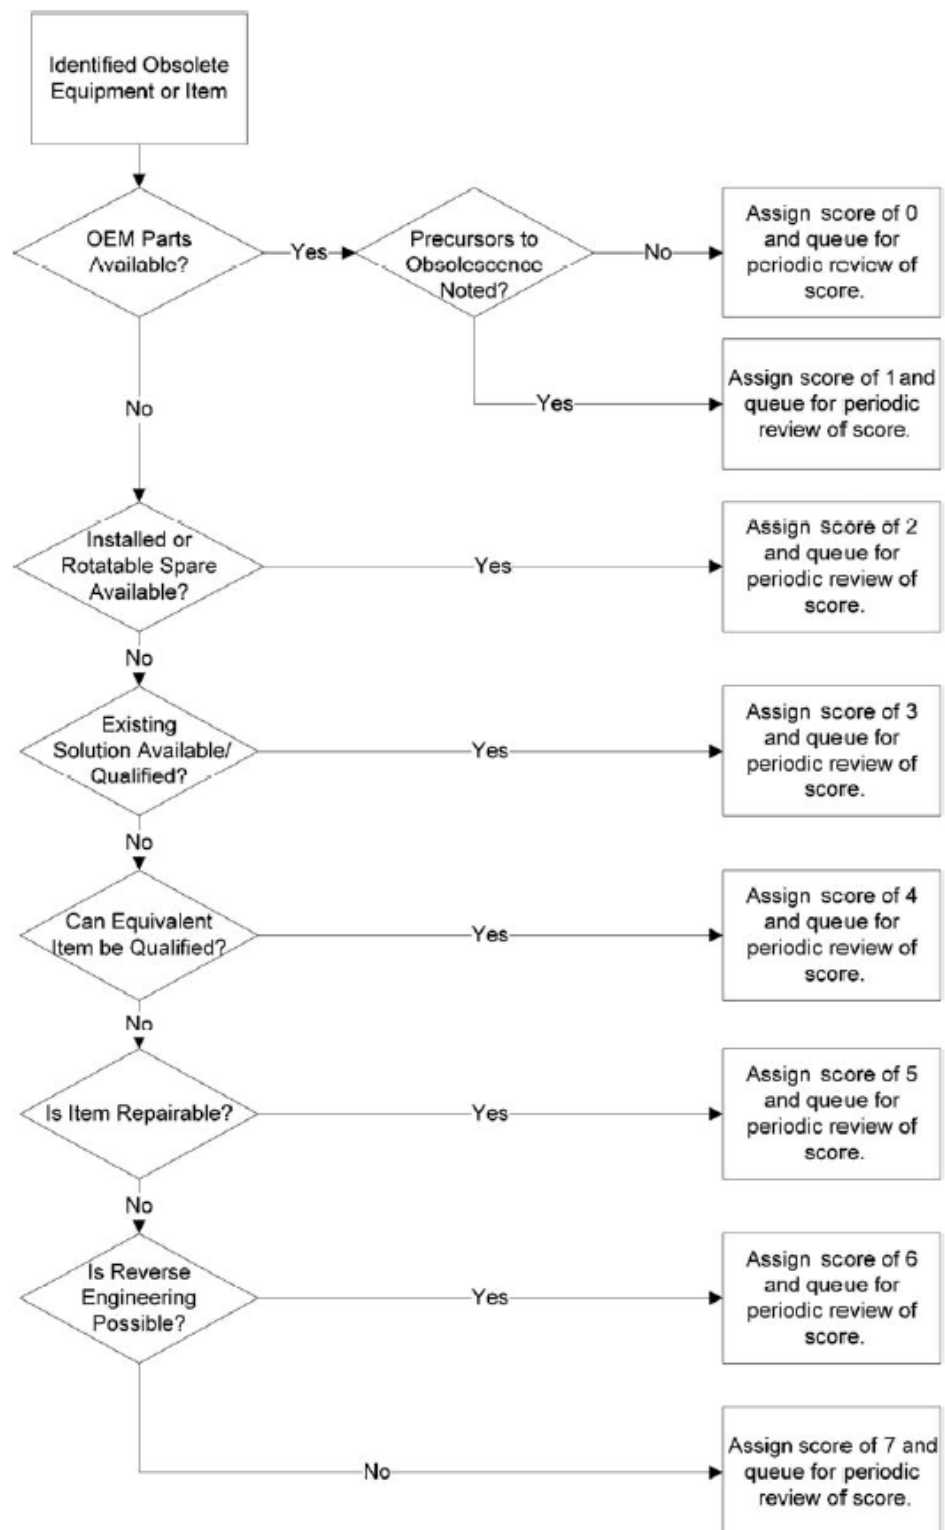 Identified Obsolete
Equipment or Item
OEM Parts
Available?
Yes
Precursors to
Obsolescence
Noted?
No
Assign score of 0
and queue for
periodic review of
score.
Yes
Assign score of 1 and
queue for periodic
review of score.
No
Installed or
Rotatable Spare
Available?
Yes
Assign score of 2
and queue for
periodic review of
score.
No
Existing
Solution Available/
Qualified?
Yes
Assign score of 3
and queue for
periodic review of
score.
No
Can Equivalent
Item be Qualified?
Yes
Assign score of 4
and queue for
periodic review of
score.
No
Is Item Repairable?
Yes
Assign score of 5
and queue for
periodic review of
score.
No
Is Reverse
Engineering
Possible?
Yes
Assign score of 6
and queue for
periodic review of
score.
No
Assign score of 7 and
queue for periodic
review of score.